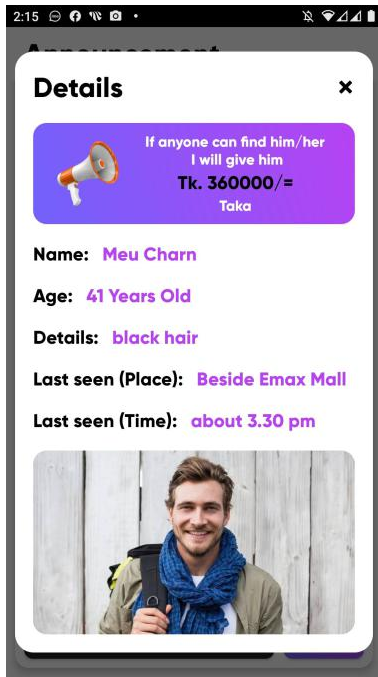 2:15
Announcement
Details
If anyone can find him/her
I will give him
Tk. 360000/=
Taka
Name: Meu Charn
Age: 41 Years Old
Details: black hair
Last seen (Place): Beside Emax Mall
Last seen (Time): about 3.30 pm